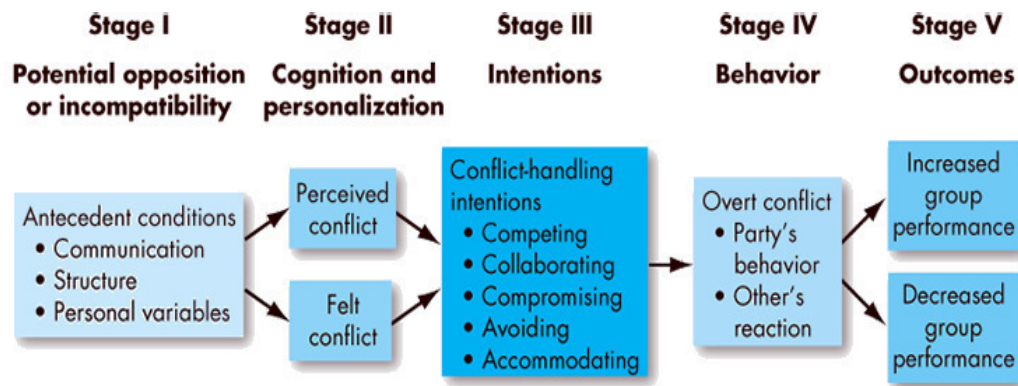 Stage I
Potential opposition
or incompatibility
Stage II
Cognition and
personalization
Stage III
Intentions
Stage IV
Behavior
Stage V
Outcomes
Antecedent conditions
• Communication
• Structure
• Personal variables
Perceived
conflict
Felt
conflict
Conflict-handling
intentions
• Competing
• Collaborating
• Compromising
• Avoiding
• Accommodating
Overt conflict
• Party's
behavior
• Other's
reaction
Increased
group
performance
Decreased
group
performance